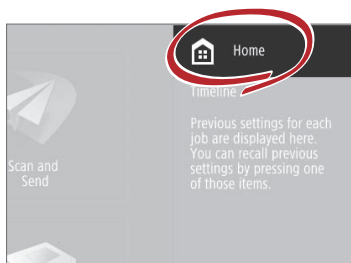 Home
Timeline
Previous settings for each
job are displayed here.
You can recall previous
settings by pressing one
of those items.
Scan and
Send